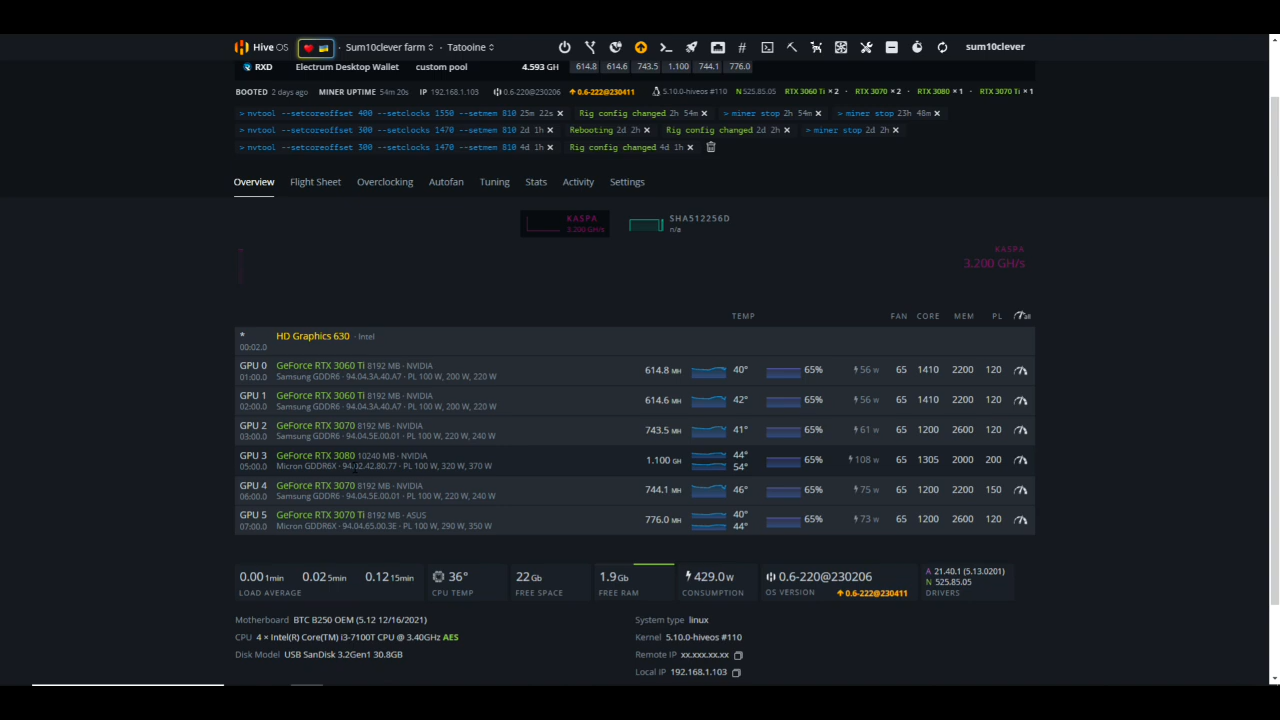 Hive OS · Sum10clever farm · Tatooine # sum10clever
RXD Electrum Desktop Wallet custom pool 4.593 GH 614.8 614.6 743.5 1.100 744.1 776.0
BOOTED 2 days ago MINER UPTIME 54m 20s IP 192.168.1.103 0.6-220@230206 0.6-222@230411 5.10.0-hiveos #110 N 525.85.05 RTX 3060 Ti × 2 · RTX 3070 × 2 · RTX 3080 × 1 · RTX 3070 Ti × 1
> nvtool --setcoreoffset 400 --setclocks 1550 --setmem 810 25m 22s × Rig config changed 2h 54m × > miner stop 2h 54m × > miner stop 23h 48m ×
> nvtool --setcoreoffset 300 --setclocks 1470 --setmem 810 2d 1h × Rebooting 2d 2h × Rig config changed 2d 2h × > miner stop 2d 2h ×
> nvtool --setcoreoffset 300 --setclocks 1470 --setmem 810 4d 1h × Rig config changed 4d 1h ×
Overview Flight Sheet Overclocking Autofan Tuning Stats Activity Settings
KASPA SHA512256D
3.200 GH/s n/a
KASPA
3.200 GH/s
TEMP FAN CORE MEM PL
* HD Graphics 630 · Intel
00:02.0
GPU 0 GeForce RTX 3060 Ti 8192 MB · NVIDIA 614.8 MH 40° 65% 56 W 65 1410 2200 120
01:00.0 Samsung GDDR6 · 94.04.3A.40.A7 · PL 100 W, 200 W, 220 W
GPU 1 GeForce RTX 3060 Ti 8192 MB · NVIDIA 614.6 MH 42° 65% 56 W 65 1410 2200 120
02:00.0 Samsung GDDR6 · 94.04.3A.40.A7 · PL 100 W, 200 W, 220 W
GPU 2 GeForce RTX 3070 8192 MB · NVIDIA 743.5 MH 41° 65% 61 W 65 1200 2200 120
03:00.0 Samsung GDDR6 · 94.04.5E.00.01 · PL 100 W, 220 W, 240 W
GPU 3 GeForce RTX 3080 10240 MB · NVIDIA 1.100 GH 44° 65% 108 W 65 1305 2000 200
05:00.0 Micron GDDR6X · 94.02.42.80.77 · PL 100 W, 320 W, 370 W 54°
GPU 4 GeForce RTX 3070 8192 MB · NVIDIA 744.1 MH 46° 65% 75 W 65 1200 2200 150
06:00.0 Samsung GDDR6 · 94.04.5E.00.01 · PL 100 W, 220 W, 240 W
GPU 5 GeForce RTX 3070 Ti 8192 MB · ASUS 776.0 MH 40° 65% 73 W 65 1200 2600 120
07:00.0 Micron GDDR6X · 94.04.65.00.3E · PL 100 W, 290 W, 350 W 44°
0.00 1min 0.02 5min 0.12 15min 36° 22 Gb 1.9 Gb 429.0 W 0.6-220@230206 A 21.40.1 (5.13.0201)
N 525.85.05
LOAD AVERAGE CPU TEMP FREE SPACE FREE RAM CONSUMPTION OS VERSION 0.6-222@230411 DRIVERS
Motherboard BTC B250 OEM (5.12 12/16/2021) System type linux
CPU 4 × Intel(R) Core(TM) i3-7100T CPU @ 3.40GHz AES Kernel 5.10.0-hiveos #110
Disk Model USB SanDisk 3.2Gen1 30.8GB Remote IP xx.xxx.xx.xx
Local IP 192.168.1.103